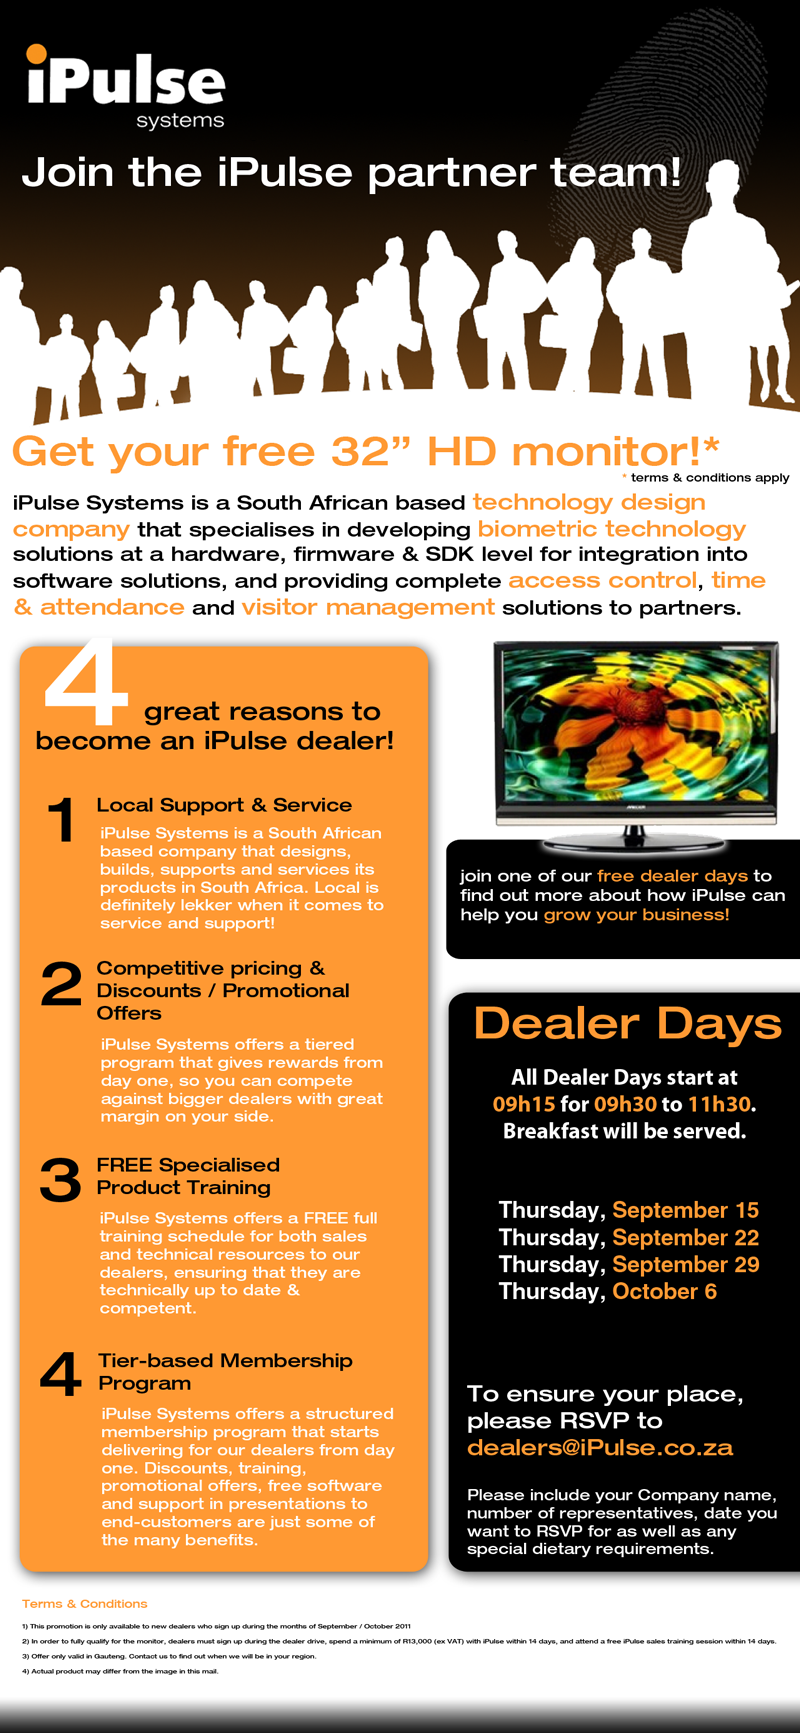 iPulse
systems
Join the iPulse partner team!
Get your free 32” HD monitor!*
* terms & conditions apply
iPulse Systems is a South African based technology design
company that specialises in developing biometric technology
solutions at a hardware, firmware & SDK level for integration into
software solutions, and providing complete access control, time
& attendance and visitor management solutions to partners.
4 great reasons to
become an iPulse dealer!
1 Local Support & Service
iPulse Systems is a South African
based company that designs,
builds, supports and services its
products in South Africa. Local is
definitely lekker when it comes to
service and support!
2 Competitive pricing &
Discounts / Promotional
Offers
iPulse Systems offers a tiered
program that gives rewards from
day one, so you can compete
against bigger dealers with great
margin on your side.
3 FREE Specialised
Product Training
iPulse Systems offers a FREE full
training schedule for both sales
and technical resources to our
dealers, ensuring that they are
technically up to date &
competent.
4 Tier-based Membership
Program
iPulse Systems offers a structured
membership program that starts
delivering for our dealers from day
one. Discounts, training,
promotional offers, free software
and support in presentations to
end-customers are just some of
the many benefits.
join one of our free dealer days to
find out more about how iPulse can
help you grow your business!
Dealer Days
All Dealer Days start at
09h15 for 09h30 to 11h30.
Breakfast will be served.
Thursday, September 15
Thursday, September 22
Thursday, September 29
Thursday, October 6
To ensure your place,
please RSVP to
dealers@iPulse.co.za
Please include your Company name,
number of representatives, date you
want to RSVP for as well as any
special dietary requirements.
Terms & Conditions
1) This promotion is only available to new dealers who sign up during the months of September / October 2011
2) In order to fully qualify for the monitor, dealers must sign up during the dealer drive, spend a minimum of R13,000 (ex VAT) with iPulse within 14 days, and attend a free iPulse sales training session within 14 days.
3) Offer only valid in Gauteng. Contact us to find out when we will be in your region.
4) Actual product may differ from the image in this mail.